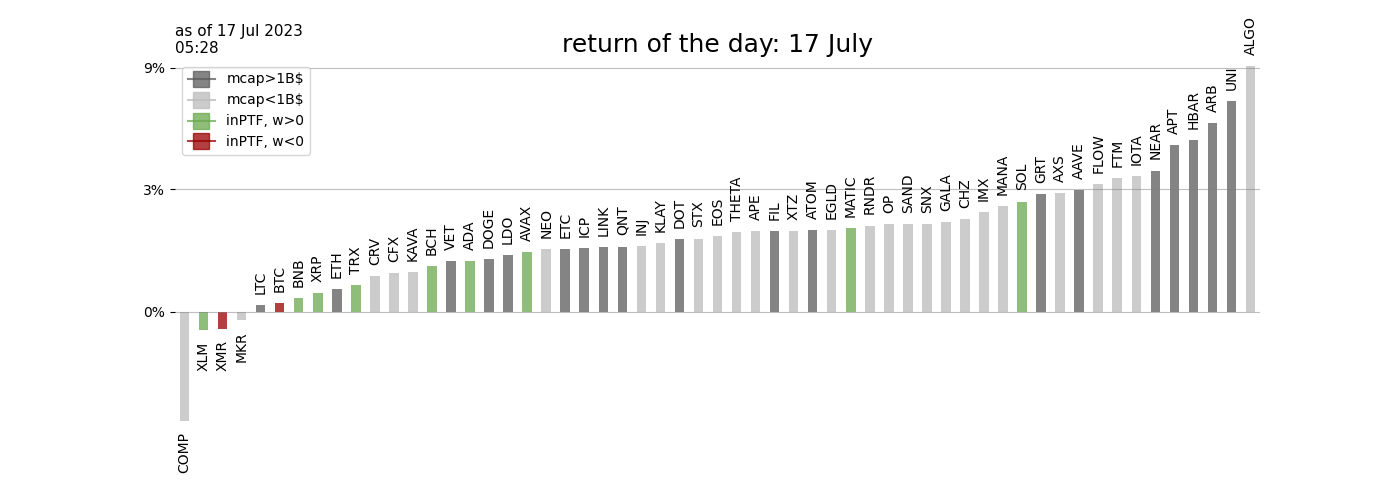 as of 17 Jul 2023
05:28
return of the day: 17 July
9%
3%
0%
mcap>1B$
mcap<1B$
inPTF, w>0
inPTF, w<0
COMP
XLM
XMR
MKR
LTC
BTC
BNB
XRP
ETH
TRX
CRV
CFX
KAVA
BCH
VET
ADA
DOGE
LDO
AVAX
NEO
ETC
ICP
LINK
QNT
INJ
KLAY
DOT
STX
EOS
THETA
APE
FIL
XTZ
ATOM
EGLD
MATIC
RNDR
OP
SAND
SNX
GALA
CHZ
IMX
MANA
SOL
GRT
AXS
AAVE
FLOW
FTM
IOTA
NEAR
APT
HBAR
ARB
UNI
ALGO